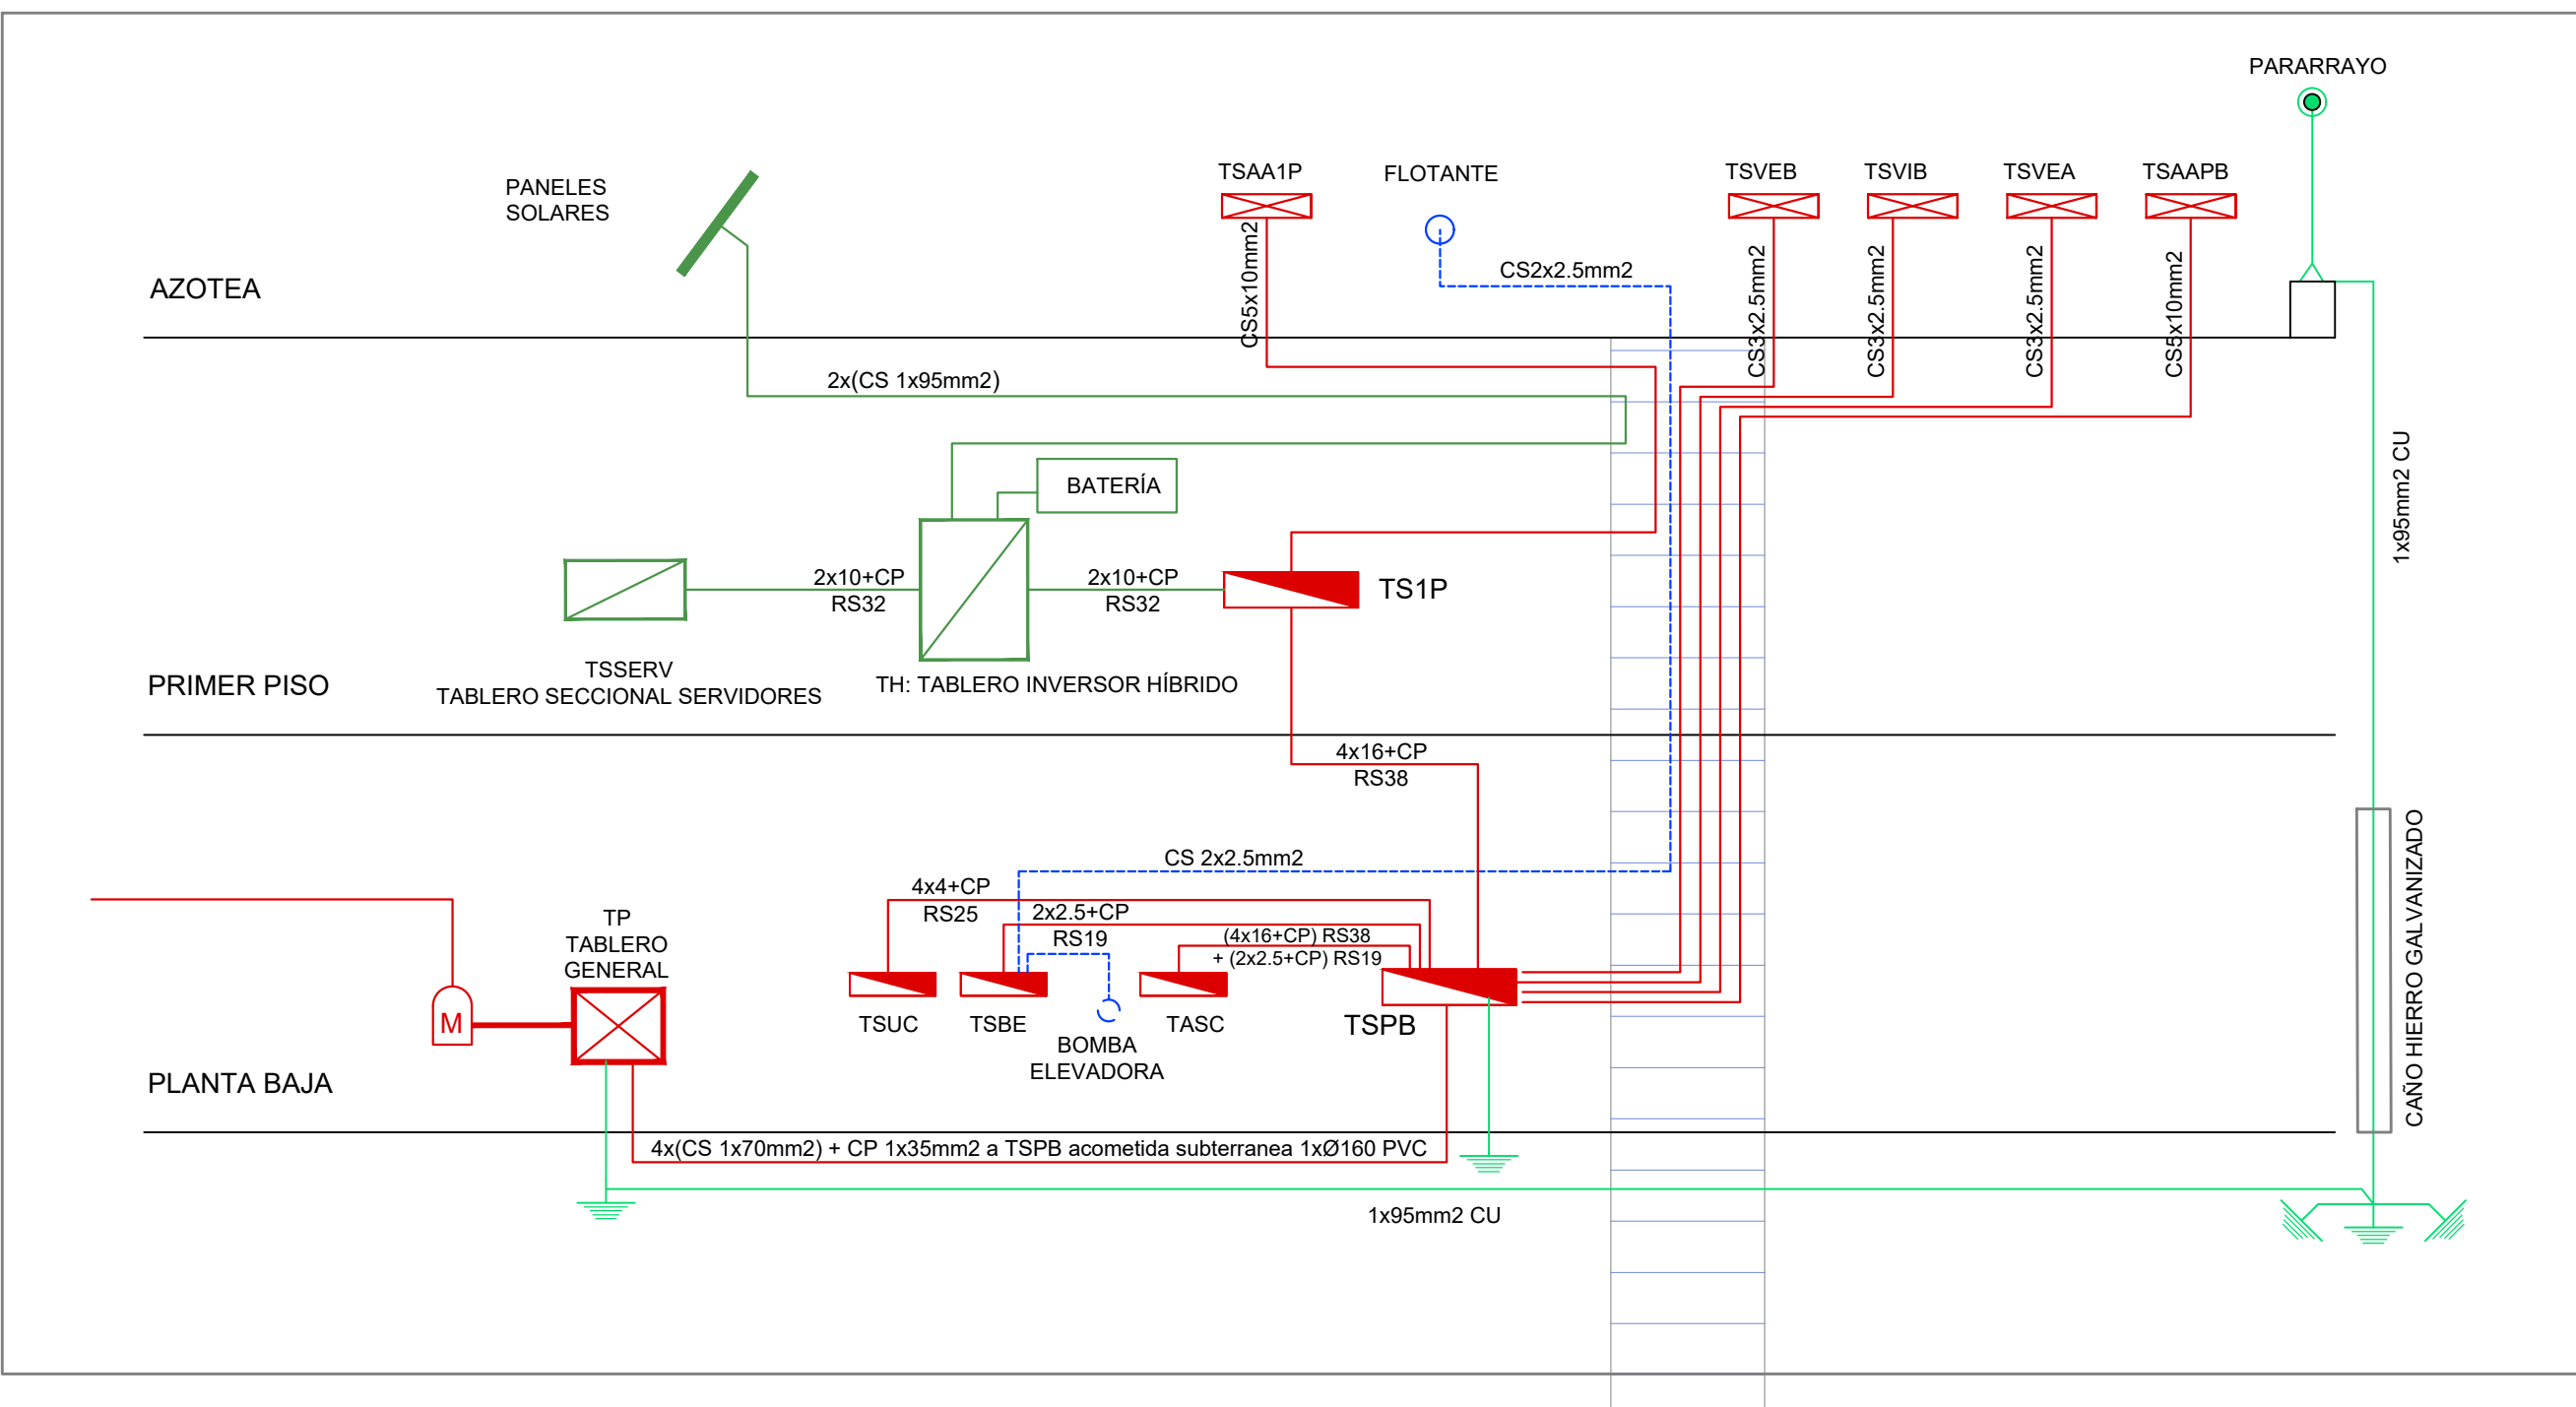 PARARRAYO
PANELES
SOLARES
TSAA1P
FLOTANTE
TSVEB
TSVIB
TSVEA
TSAAPB
CS5x10mm2
CS2x2.5mm2
CS3x2.5mm2
CS3x2.5mm2
CS3x2.5mm2
CS5x10mm2
AZOTEA
2x(CS 1x95mm2)
1x95mm2 CU
BATERÍA
2x10+CP
RS32
2x10+CP
RS32
TS1P
TSSERV
TABLERO SECCIONAL SERVIDORES
TH: TABLERO INVERSOR HÍBRIDO
PRIMER PISO
4x16+CP
RS38
CAÑO HIERRO GALVANIZADO
CS 2x2.5mm2
4x4+CP
RS25
2x2.5+CP
RS19
(4x16+CP) RS38
+ (2x2.5+CP) RS19
TP
TABLERO
GENERAL
M
TSUC
TSBE
TASC
TSPB
BOMBA
ELEVADORA
PLANTA BAJA
4x(CS 1x70mm2) + CP 1x35mm2 a TSPB acometida subterranea 1xØ160 PVC
1x95mm2 CU